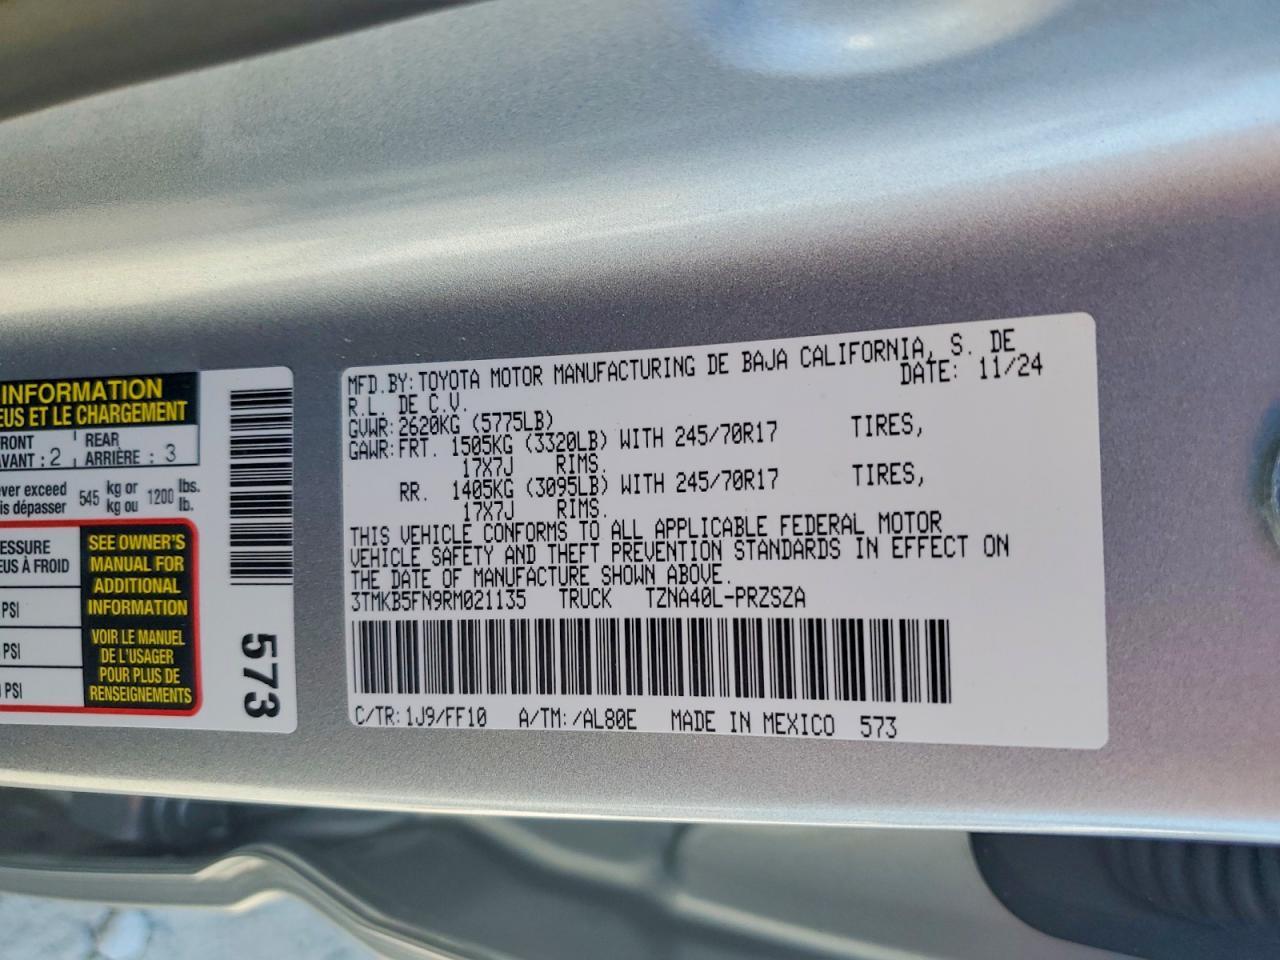 INFORMATION
EUS ET LE CHARGEMENT
RONT REAR
AVANT : 2 ARRIÈRE : 3
ver exceed 545 kg or 1200 lbs.
is dépasser kg ou lb.
ESSURE
EUS À FROID
PSI
PSI
PSI
SEE OWNER'S
MANUAL FOR
ADDITIONAL
INFORMATION
VOIR LE MANUEL
DE L'USAGER
POUR PLUS DE
RENSEIGNEMENTS
573
MFD.BY: TOYOTA MOTOR MANUFACTURING DE BAJA CALIFORNIA, S. DE
R.L. DE C.V. DATE: 11/24
GVWR: 2620KG (5775LB)
GAWR: FRT. 1505KG (3320LB) WITH 245/70R17 TIRES,
17X7J RIMS.
RR. 1405KG (3095LB) WITH 245/70R17 TIRES,
17X7J RIMS.
THIS VEHICLE CONFORMS TO ALL APPLICABLE FEDERAL MOTOR
VEHICLE SAFETY AND THEFT PREVENTION STANDARDS IN EFFECT ON
THE DATE OF MANUFACTURE SHOWN ABOVE.
3TMKB5FN9RM021135 TRUCK TZNA40L-PRZSZA
C/TR: 1J9/FF10 A/TM: /AL80E MADE IN MEXICO 573